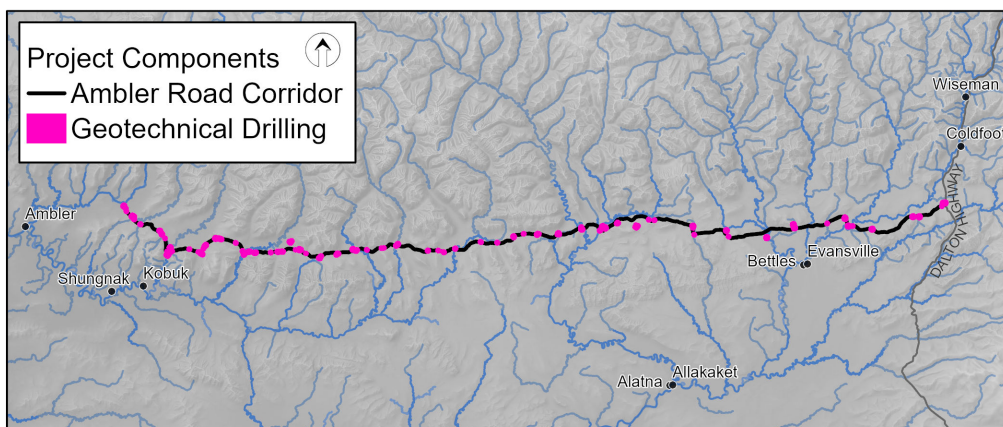 Project Components
Ambler Road Corridor
Geotechnical Drilling
Wiseman
Coldfoot
DALTON HIGHWAY
Ambler
Shungnak
Kobuk
Bettles
Evansville
Alatna
Allakaket